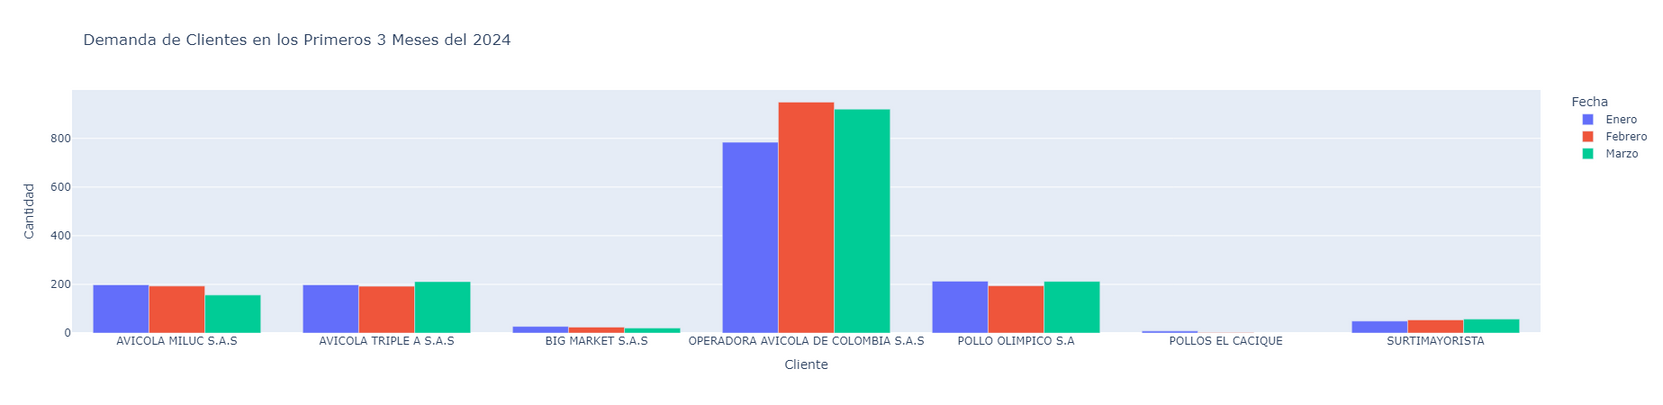 Demanda de Clientes en los Primeros 3 Meses del 2024
Fecha
Enero
Febrero
Marzo
Cantidad
800
600
400
200
0
AVICOLA MILUC S.A.S
AVICOLA TRIPLE A S.A.S
BIG MARKET S.A.S
OPERADORA AVICOLA DE COLOMBIA S.A.S
POLLO OLIMPICO S.A
POLLOS EL CACIQUE
SURTIMAYORISTA
Cliente